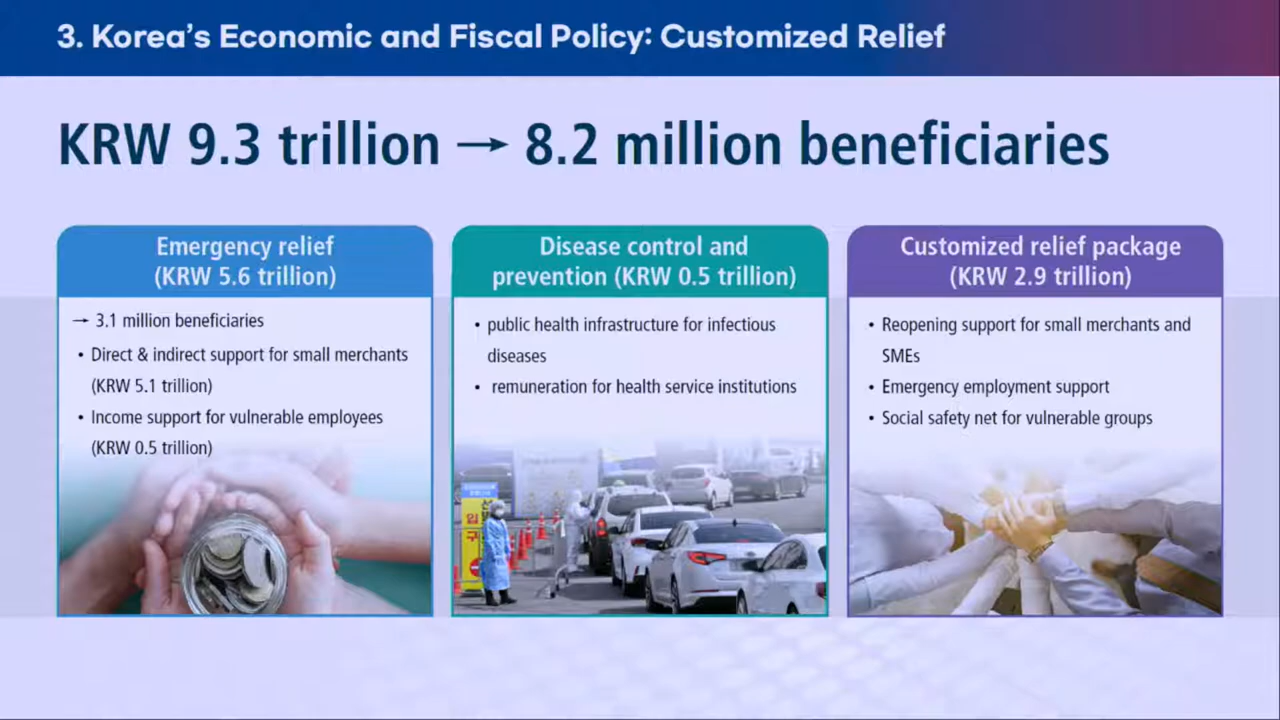 3. Korea's Economic and Fiscal Policy: Customized Relief
KRW 9.3 trillion → 8.2 million beneficiaries
Emergency relief
(KRW 5.6 trillion)
→ 3.1 million beneficiaries
• Direct & indirect support for small merchants
(KRW 5.1 trillion)
• Income support for vulnerable employees
(KRW 0.5 trillion)
Disease control and
prevention (KRW 0.5 trillion)
• public health infrastructure for infectious
diseases
• remuneration for health service institutions
입
구
Customized relief package
(KRW 2.9 trillion)
• Reopening support for small merchants and
SMEs
• Emergency employment support
• Social safety net for vulnerable groups